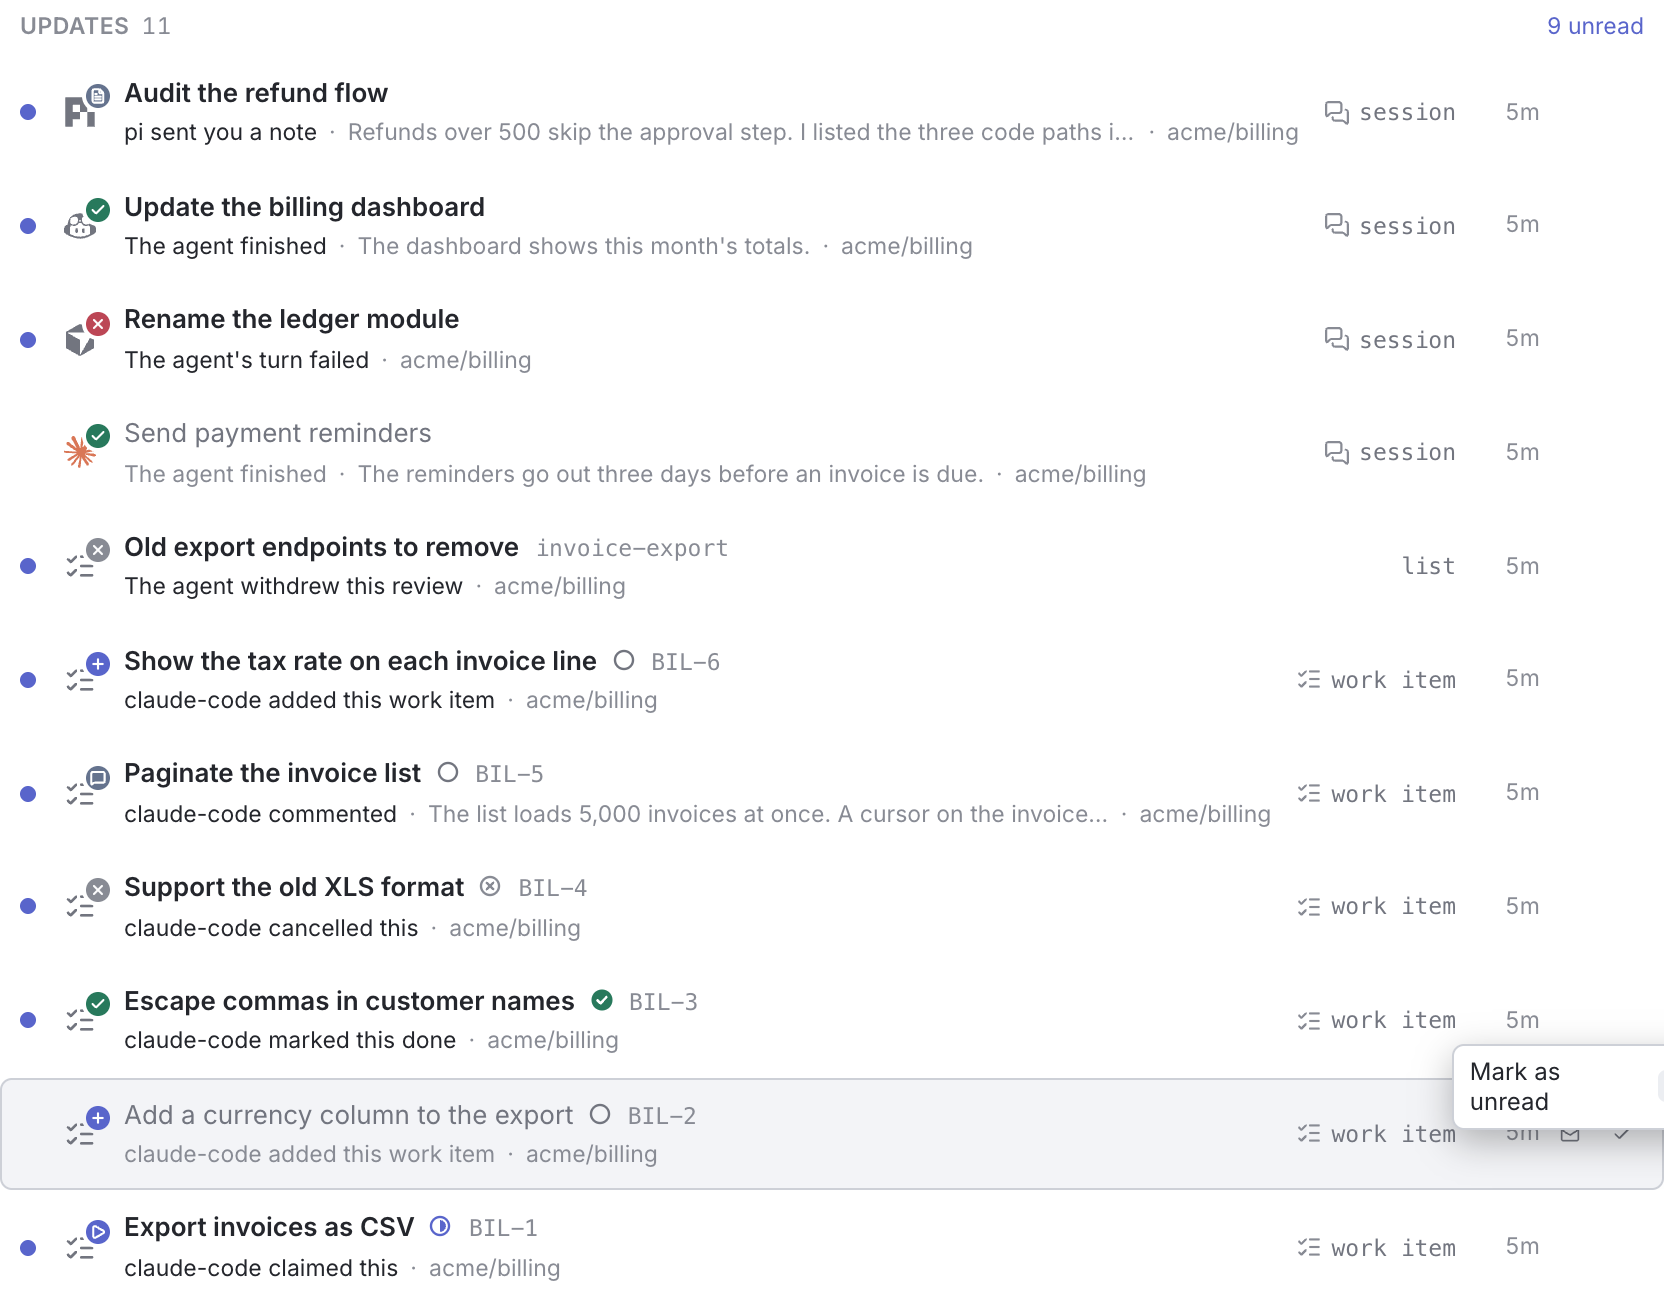 UPDATES 11
9 unread
Audit the refund flow
pi sent you a note · Refunds over 500 skip the approval step. I listed the three code paths i... · acme/billing
session 5m
Update the billing dashboard
The agent finished · The dashboard shows this month's totals. · acme/billing
session 5m
Rename the ledger module
The agent's turn failed · acme/billing
session 5m
Send payment reminders
The agent finished · The reminders go out three days before an invoice is due. · acme/billing
session 5m
Old export endpoints to remove invoice-export
The agent withdrew this review · acme/billing
list 5m
Show the tax rate on each invoice line BIL-6
claude-code added this work item · acme/billing
work item 5m
Paginate the invoice list BIL-5
claude-code commented · The list loads 5,000 invoices at once. A cursor on the invoice... · acme/billing
work item 5m
Support the old XLS format BIL-4
claude-code cancelled this · acme/billing
work item 5m
Escape commas in customer names BIL-3
claude-code marked this done · acme/billing
work item 5m
Mark as
unread
Add a currency column to the export BIL-2
claude-code added this work item · acme/billing
work item 5m
Export invoices as CSV BIL-1
claude-code claimed this · acme/billing
work item 5m